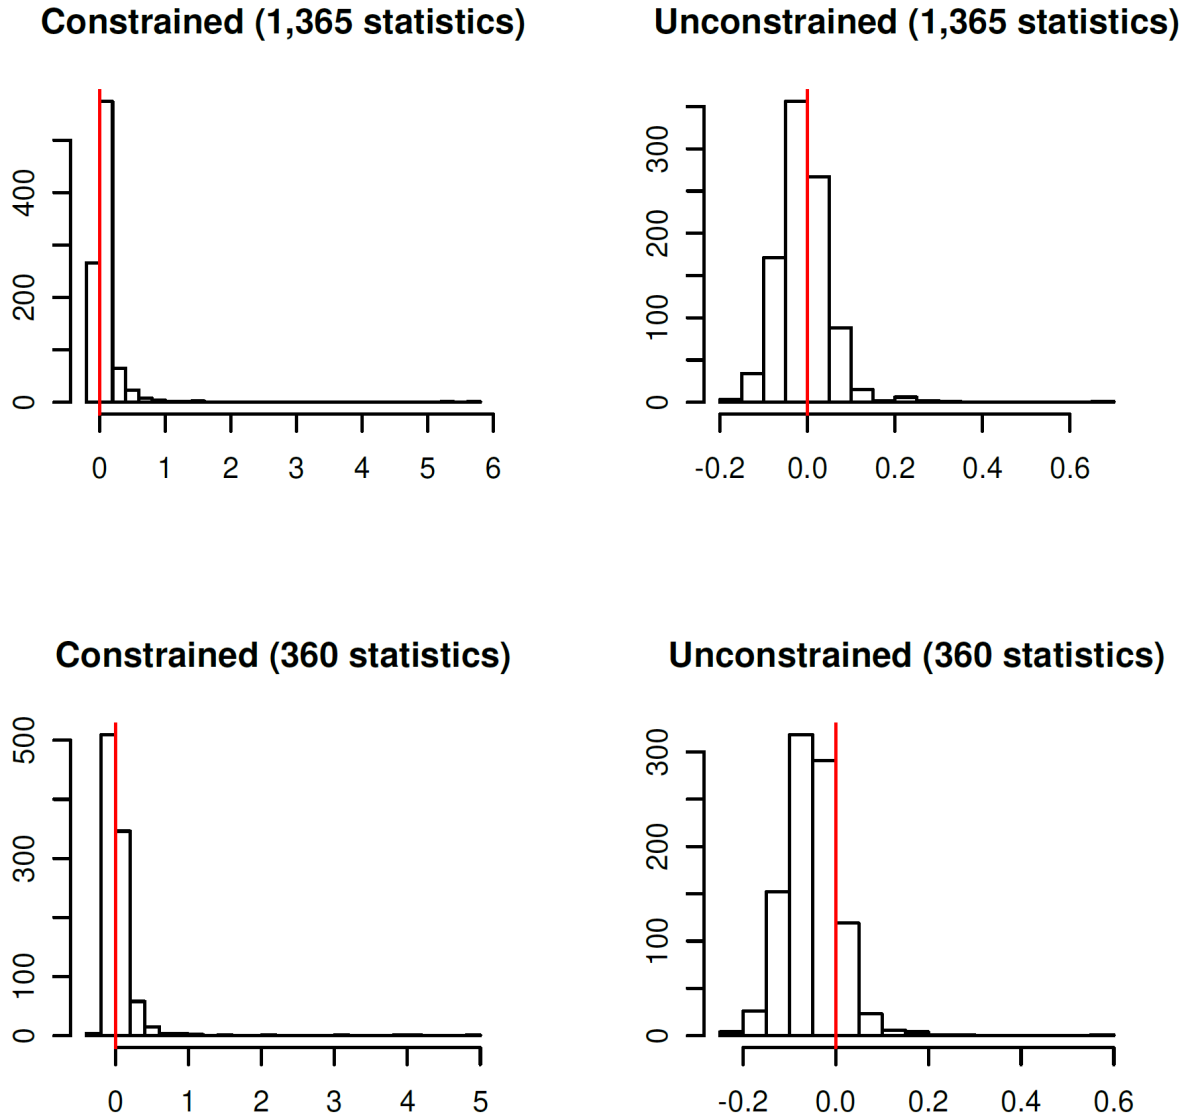 Constrained (1,365 statistics)
400
200
0
0 1 2 3 4 5 6
Unconstrained (1,365 statistics)
300
200
100
0
-0.2 0.0 0.2 0.4 0.6
Constrained (360 statistics)
500
300
100
0
0 1 2 3 4 5
Unconstrained (360 statistics)
300
200
100
0
-0.2 0.0 0.2 0.4 0.6